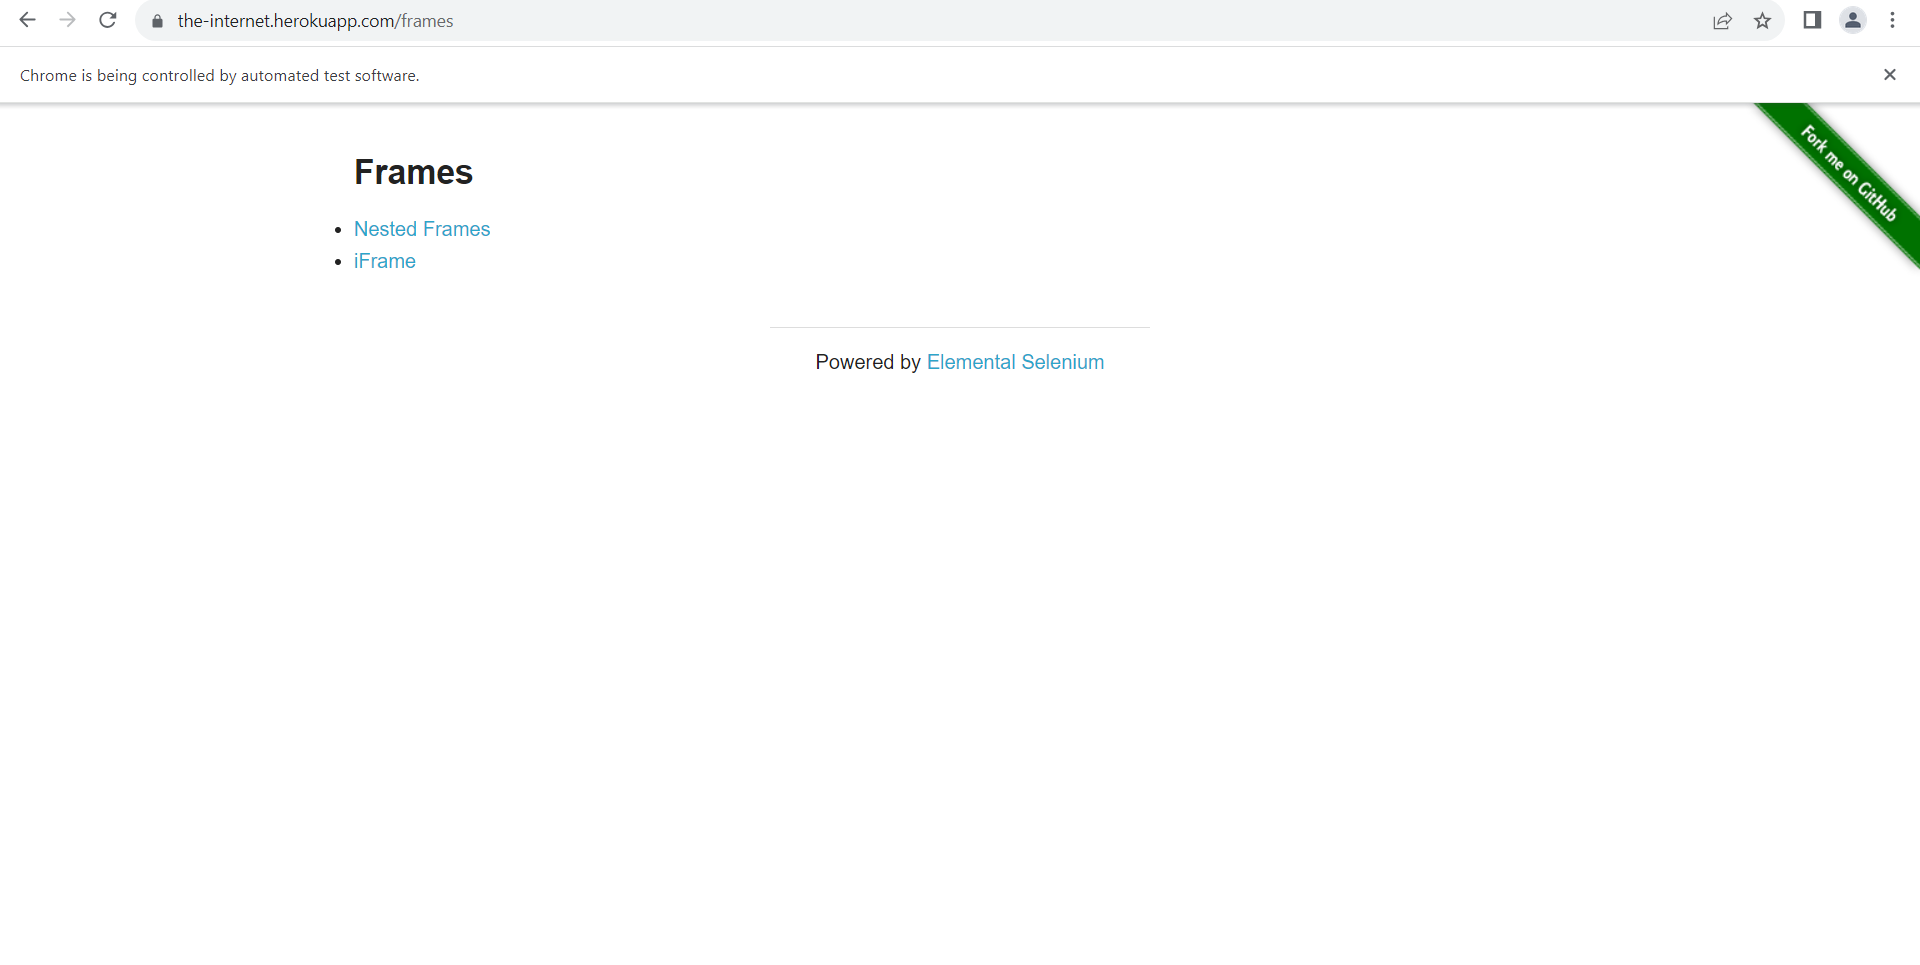 the-internet.herokuapp.com/frames
Chrome is being controlled by automated test software.
Fork me on GitHub
Frames
Nested Frames
iFrame
Powered by Elemental Selenium